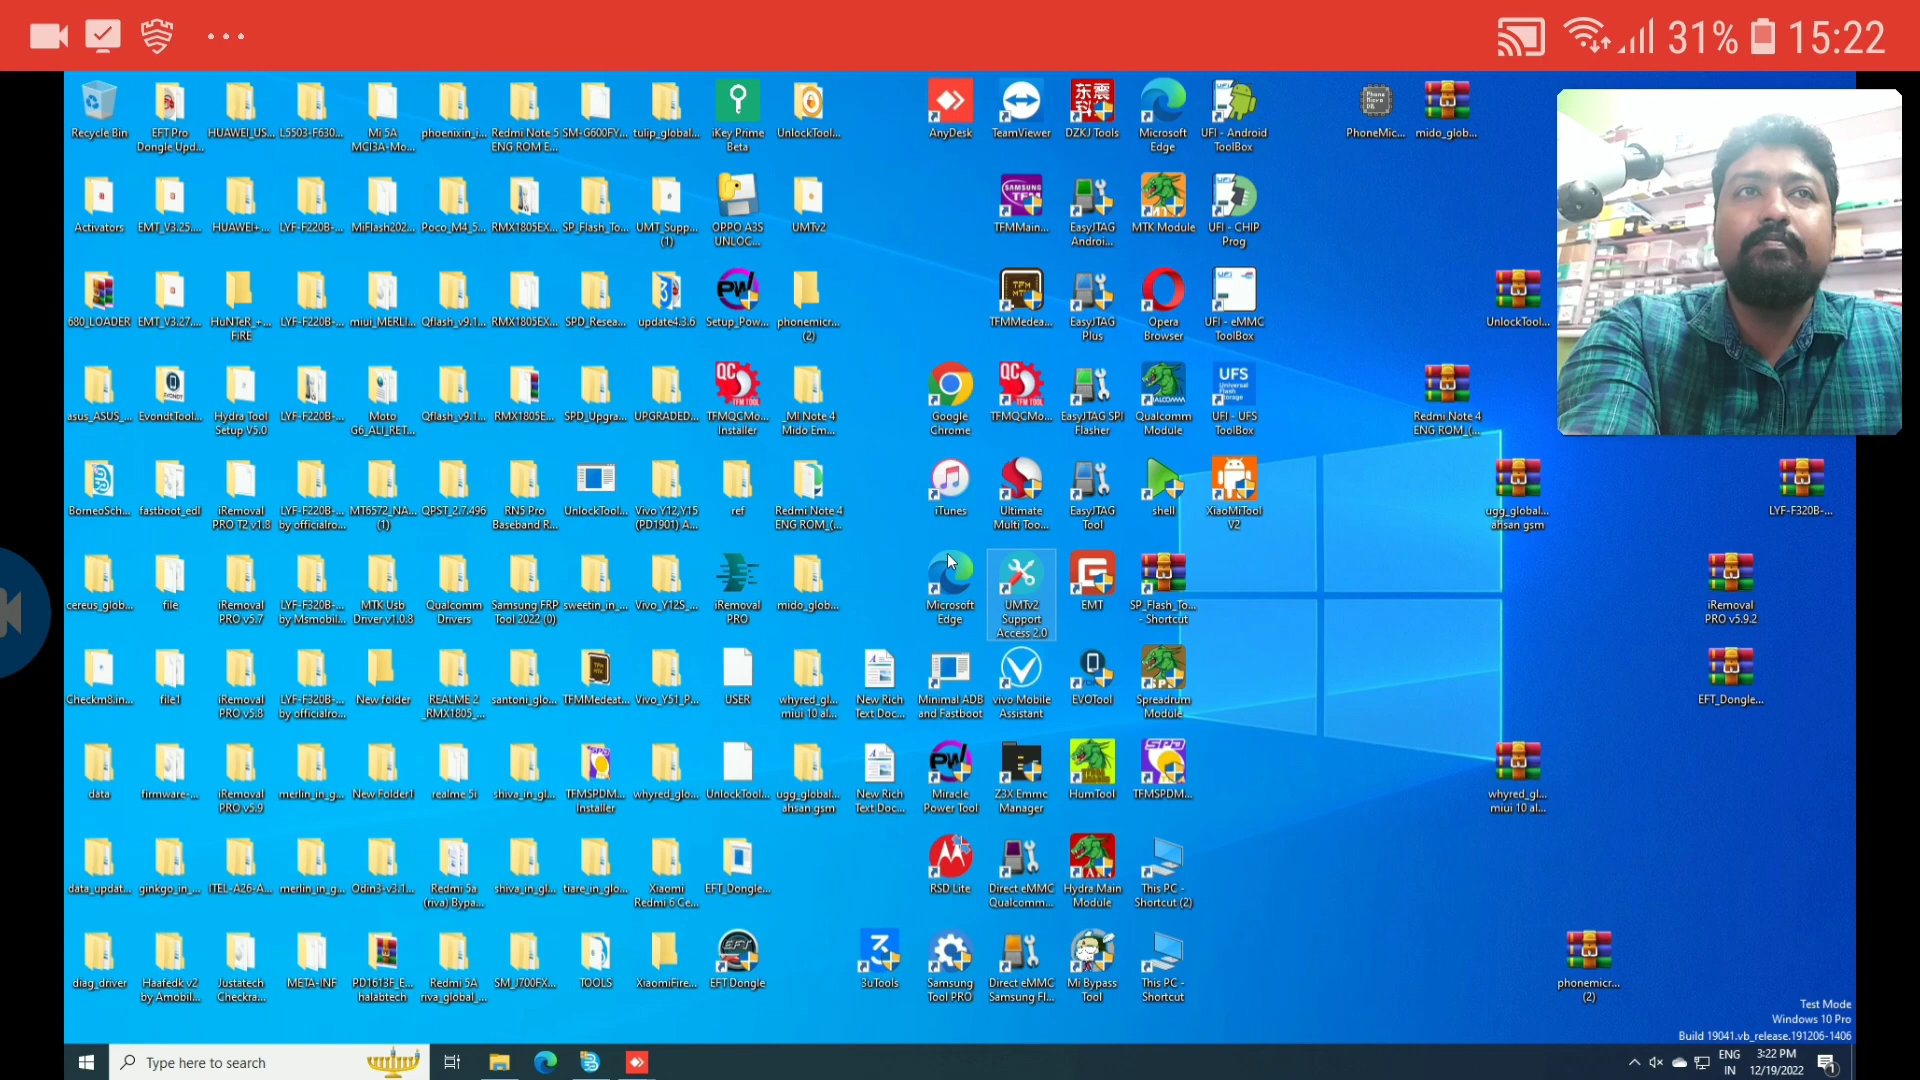 31% 15:22
Recycle Bin
EFT Pro
Dongle Upd...
HUAWEI_US...
L5503-F630...
Mi 5A
MCI3A-Mo...
phoenixin_i...
Redmi Note 5
ENG ROM E...
SM-G600FY...
tulip_global...
iKey Prime
Beta
UnlockTool...
AnyDesk
TeamViewer
DZKJ Tools
Microsoft
Edge
UFI - Android
ToolBox
PhoneMic...
mido_glob...
Activators
EMT_V3.25....
HUAWEI+...
LYF-F220B-...
MiFlash202...
Poco_M4_5...
RMX1805EX...
SP_Flash_To...
UMT_Supp...
(1)
OPPO A3S
UNLOC...
UMTv2
TFMMain...
EasyJTAG
Androi...
MTK Module
UFI - CHIP
Prog
680_LOADER
EMT_V3.27....
HuNTeR_+_...
FiRE
LYF-F220B-...
miui_MERLI...
Qflash_v9.1...
RMX1805EX...
SPD_Resea...
update4.3.6
Setup_Pow...
phonemicr...
(2)
TFMMedea...
EasyJTAG
Plus
Opera
Browser
UFI - eMMC
ToolBox
UnlockTool...
asus_ASUS_...
EvondtTool...
Hydra Tool
Setup V5.0
LYF-F220B-...
Moto
G6_ALI_RET...
Qflash_v9.1...
RMX1805E...
SPD_Upgra...
UPGRADED...
TFMQCMo...
Installer
_MI Note 4
Mido Em...
Google
Chrome
TFMQCMo...
EasyJTAG SPI
Flasher
Qualcomm
Module
UFI - UFS
ToolBox
Redmi Note 4
ENG ROM_(...
BorneoSch...
fastboot_edl
iRemoval
PRO T2 v1.8
LYF-F220B-...
by officialro...
MT6572_NA...
(1)
QPST_2.7.496
RN5 Pro
Baseband R...
UnlockTool...
Vivo Y12,Y15
(PD1901) A...
ref
Redmi Note 4
ENG ROM_(...
iTunes
Ultimate
Multi Too...
EasyJTAG
Tool
shell
XiaoMiTool
V2
ugg_global...
ahsan gsm
LYF-F320B-...
cereus_glob...
file
iRemoval
PRO v5.7
LYF-F320B-...
by Msmobil...
MTK Usb
Driver v1.0.8
Qualcomm
Drivers
Samsung FRP
Tool 2022 (0)
sweetin_in_...
Vivo_Y12S_...
iRemoval
PRO
mido_glob...
Microsoft
Edge
UMTv2
Support
Access 2.0
EMT
SP_Flash_To...
- Shortcut
iRemoval
PRO v5.9.2
Checkm8.in...
file1
iRemoval
PRO v5.8
LYF-F320B-...
by officialro...
New folder
REALME 2
_RMX1805_...
santoni_glo...
TFMMedeat...
Vivo_Y51_P...
USER
whyred_gl...
miui 10 al...
New Rich
Text Doc...
Minimal ADB
and Fastboot
vivo Mobile
Assistant
EVOTool
Spreadrum
Module
EFT_Dongle...
data
firmware-...
iRemoval
PRO v5.9
merlin_in_g...
New Folder1
realme 5i
shiva_in_gl...
TFMSPDM...
Installer
whyred_glo...
UnlockTool...
ugg_global...
ahsan gsm
New Rich
Text Doc...
Miracle
Power Tool
Z3X Emmc
Manager
HumTool
TFMSPDM...
whyred_gl...
miui 10 al...
data_updat...
ginkgo_in_...
ITEL-A26-A...
merlin_in_g...
Odin3-v3.1...
Redmi 5a
(riva) Bypa...
shiva_in_gl...
tiare_in_glo...
Xiaomi
Redmi 6 Ce...
EFT_Dongle...
RSD Lite
Direct eMMC
Qualcomm...
Hydra Main
Module
This PC -
Shortcut (2)
diag_driver
Haafedk v2
by Amobil...
Justatech
Checkra...
META-INF
PD1613F_E...
halabtech
Redmi 5A
riva_global_...
SM_J700FX...
TOOLS
XiaomiFire...
EFT Dongle
3uTools
Samsung
Tool PRO
Direct eMMC
Samsung Fl...
Mi Bypass
Tool
This PC -
Shortcut
phonemicr...
(2)
Test Mode
Windows 10 Pro
Build 19041.vb_release.191206-1406
Type here to search
ENG
IN
3:22 PM
12/19/2022